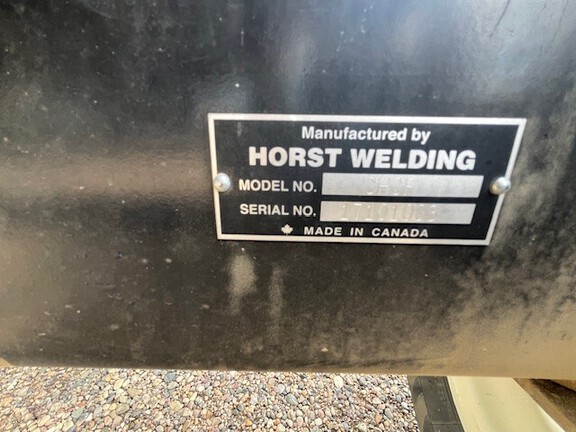 Manufactured by
HORST WELDING
MODEL NO.
SERIAL NO.
MADE IN CANADA